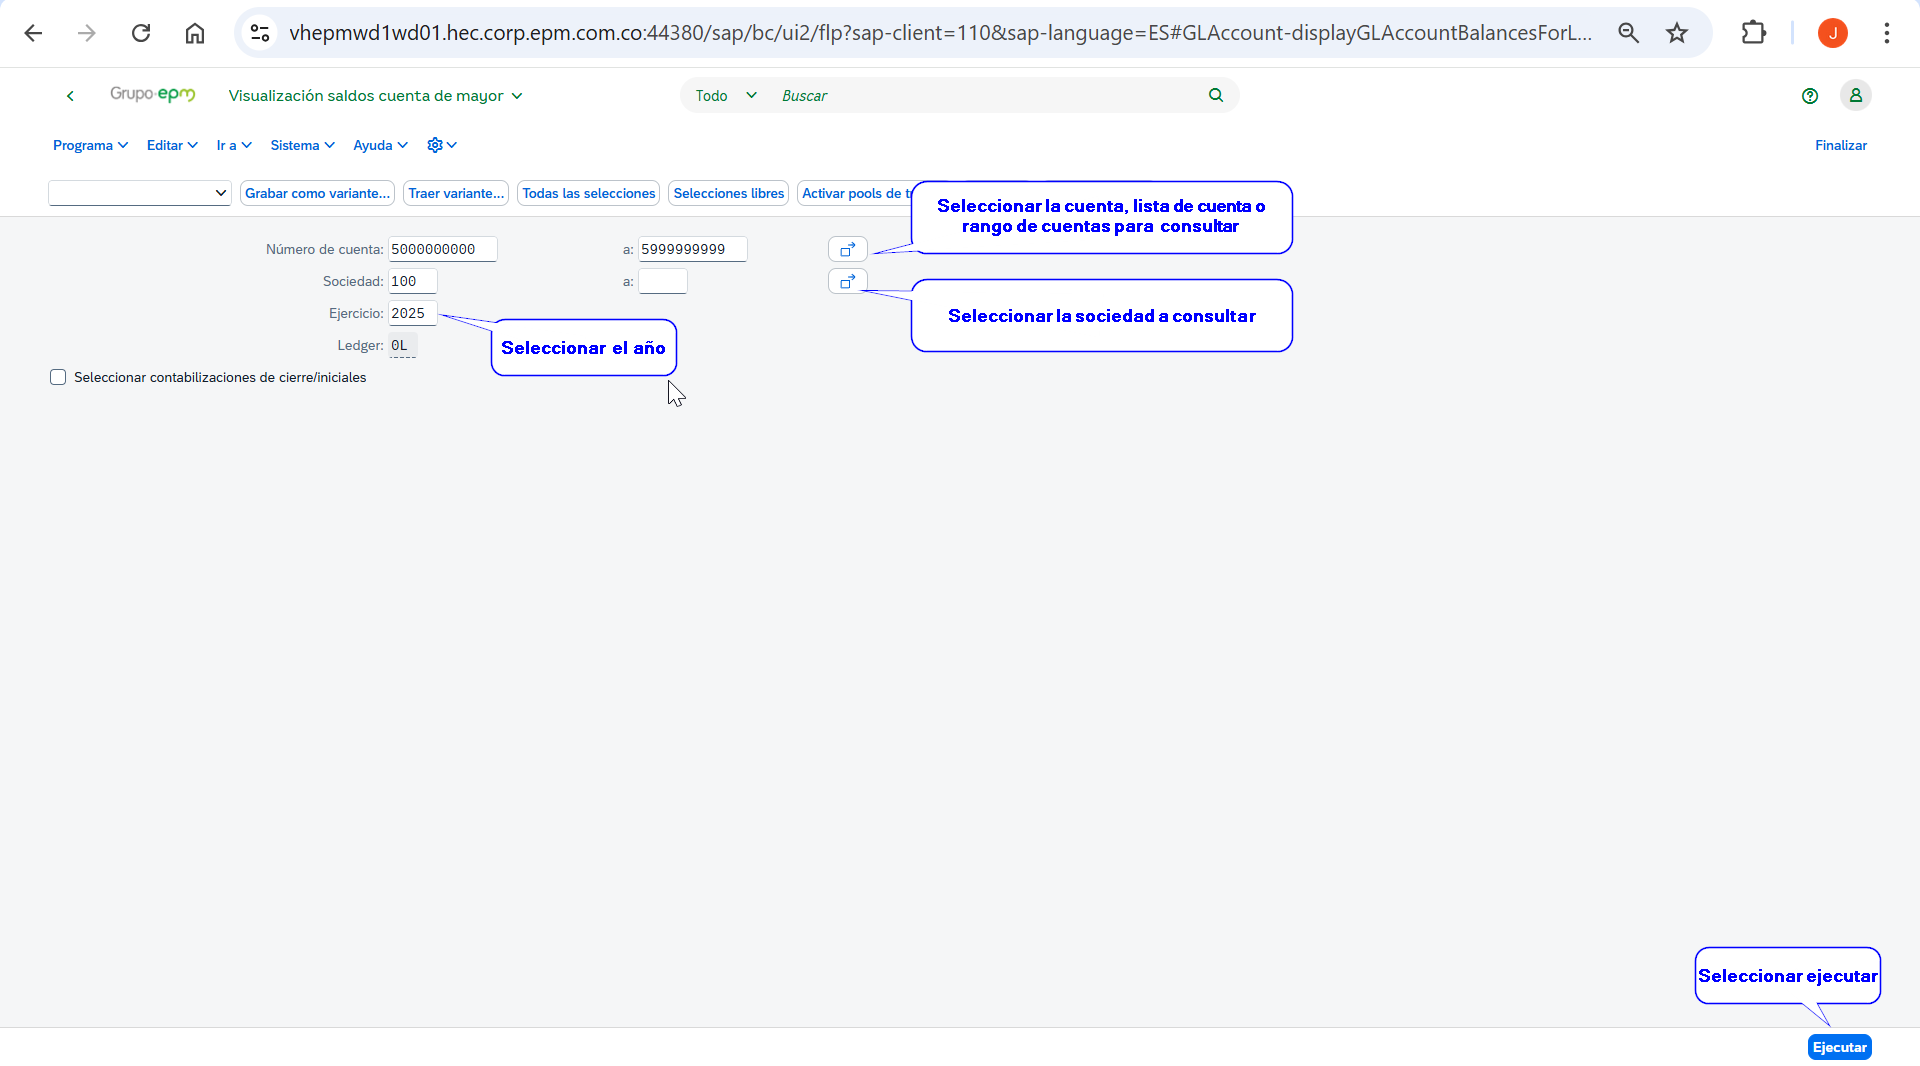 vhepmwd1wd01.hec.corp.epm.com.co:44380/sap/bc/ui2/flp?sap-client=110&sap-language=ES#GLAccount-displayGLAccountBalancesForL...
J
Grupo·epm
Visualización saldos cuenta de mayor
Todo
Buscar
Programa
Editar
Ir a
Sistema
Ayuda
Finalizar
Grabar como variante...
Traer variante...
Todas las selecciones
Selecciones libres
Activar pools de
Seleccionar la cuenta, lista de cuenta o
rango de cuentas para consultar
Número de cuenta: 5000000000 a: 5999999999
Sociedad: 100 a:
Seleccionar la sociedad a consultar
Ejercicio: 2025
Seleccionar el año
Ledger: 0L
Seleccionar contabilizaciones de cierre/iniciales
Seleccionar ejecutar
Ejecutar